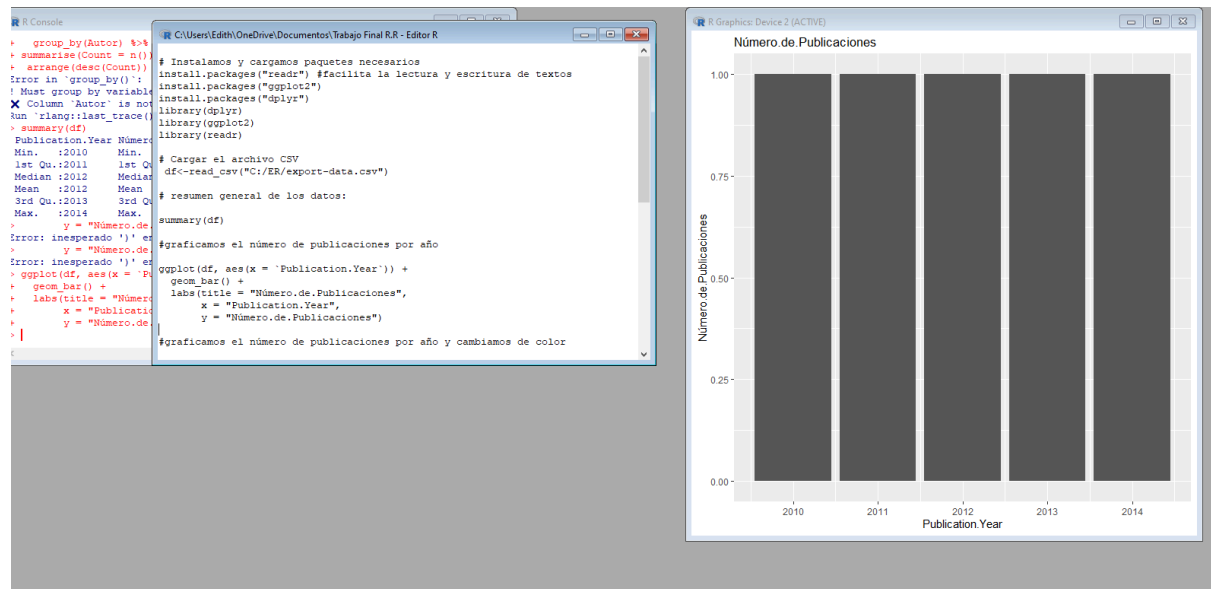 R Console
+   group_by(Autor) %>%
+ summarise(Count = n())
+  arrange(desc(Count))
Error in `group_by()`:
! Must group by variable
✖ Column `Autor` is not
Run `rlang::last_trace()
> summary(df)
Publication.Year Número
Min.   :2010     Min.
1st Qu.:2011     1st Qu
Median :2012     Median
Mean   :2012     Mean
3rd Qu.:2013     3rd Qu
Max.   :2014     Max.
>       y = "Número.de.
Error: inesperado ')' en
>       y = "Número.de
Error: inesperado ')' en
> ggplot(df, aes(x = `Pu
+   geom_bar() +
+   labs(title = "Número
+        x = "Publicatio
+        y = "Número.de.
>
C:\Users\Edith\OneDrive\Documentos\Trabajo Final R.R - Editor R
# Instalamos y cargamos paquetes necesarios
install.packages("readr") #facilita la lectura y escritura de textos
install.packages("ggplot2")
install.packages("dplyr")
library(dplyr)
library(ggplot2)
library(readr)
# Cargar el archivo CSV
df<-read_csv("C:/ER/export-data.csv")
# resumen general de los datos:
summary(df)
#graficamos el número de publicaciones por año
ggplot(df, aes(x = `Publication.Year`)) +
  geom_bar() +
  labs(title = "Número.de.Publicaciones",
       x = "Publication.Year",
       y = "Número.de.Publicaciones")
#graficamos el número de publicaciones por año y cambiamos de color
R Graphics: Device 2 (ACTIVE)
Número.de.Publicaciones
1.00
0.75
0.50
0.25
0.00
Número.de.Publicaciones
2010 2011 2012 2013 2014
Publication.Year